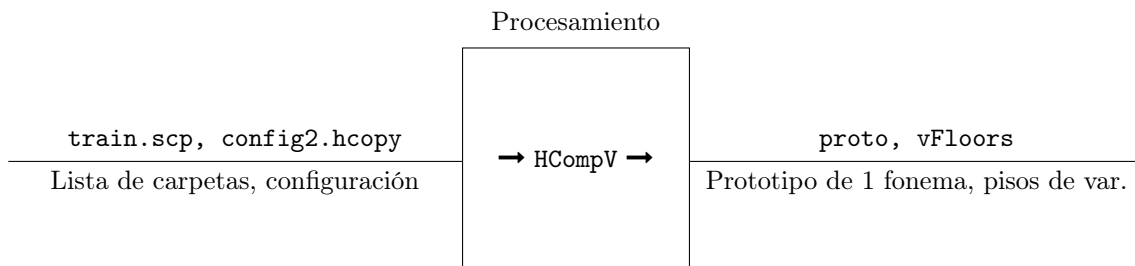 Procesamiento
train.scp, config2.hcopy
Lista de carpetas, configuración
➞ HCompV ➞
proto, vFloors
Prototipo de 1 fonema, pisos de var.